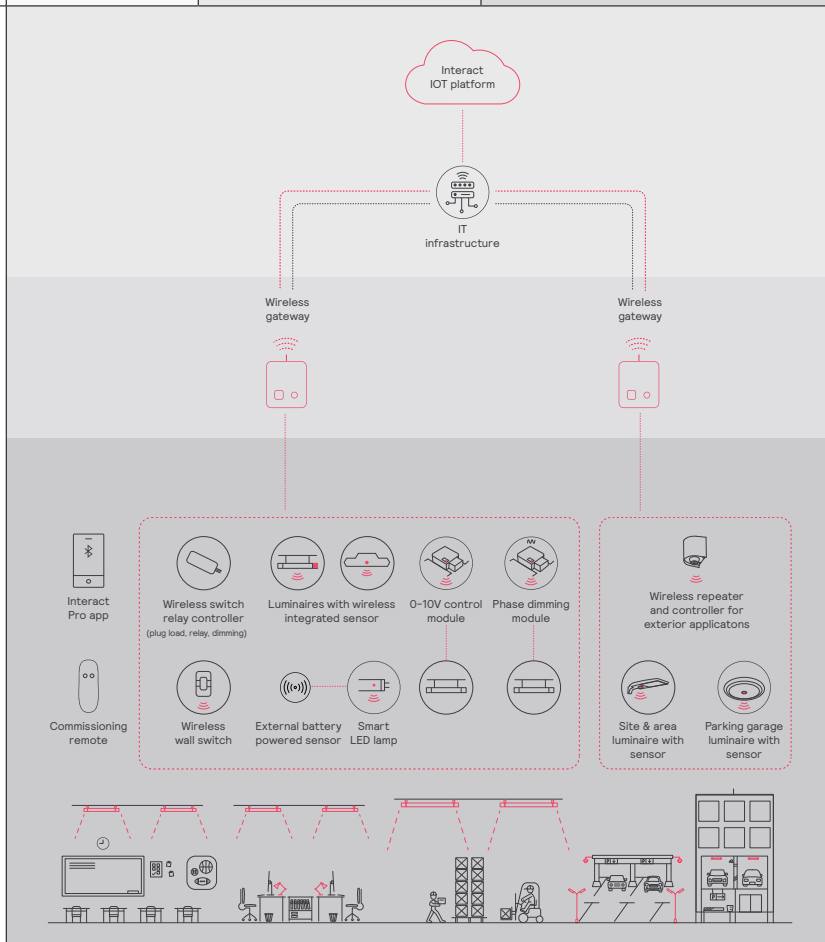 Interact
IOT platform
IT
infrastructure
Wireless
gateway
Wireless
gateway
Interact
Pro app
Wireless switch
relay controller
(plug load, relay, dimming)
Luminaires with wireless
integrated sensor
0-10V control
module
Phase dimming
module
Wireless repeater
and controller for
exterior applicatons
Commissioning
remote
Wireless
wall switch
External battery
powered sensor
Smart
LED lamp
Site & area
luminaire with
sensor
Parking garage
luminaire with
sensor